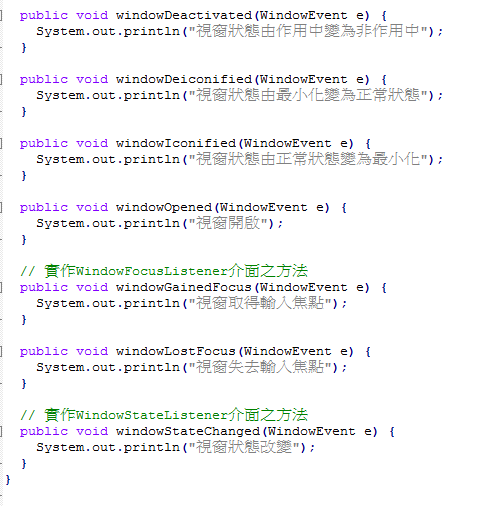 public void windowDeactivated(WindowEvent e) {
System.out.println("視窗狀態由作用中變為非作用中");
}
public void windowDeiconified(WindowEvent e) {
System.out.println("視窗狀態由最小化變為正常狀態");
}
public void windowIconified(WindowEvent e) {
System.out.println("視窗狀態由正常狀態變為最小化");
}
public void windowOpened(WindowEvent e) {
System.out.println("視窗開啟");
}
// 實作WindowFocusListener介面之方法
public void windowGainedFocus(WindowEvent e) {
System.out.println("視窗取得輸入焦點");
}
public void windowLostFocus(WindowEvent e) {
System.out.println("視窗失去輸入焦點");
}
// 實作WindowStateListener介面之方法
public void windowStateChanged(WindowEvent e) {
System.out.println("視窗狀態改變");
}
}